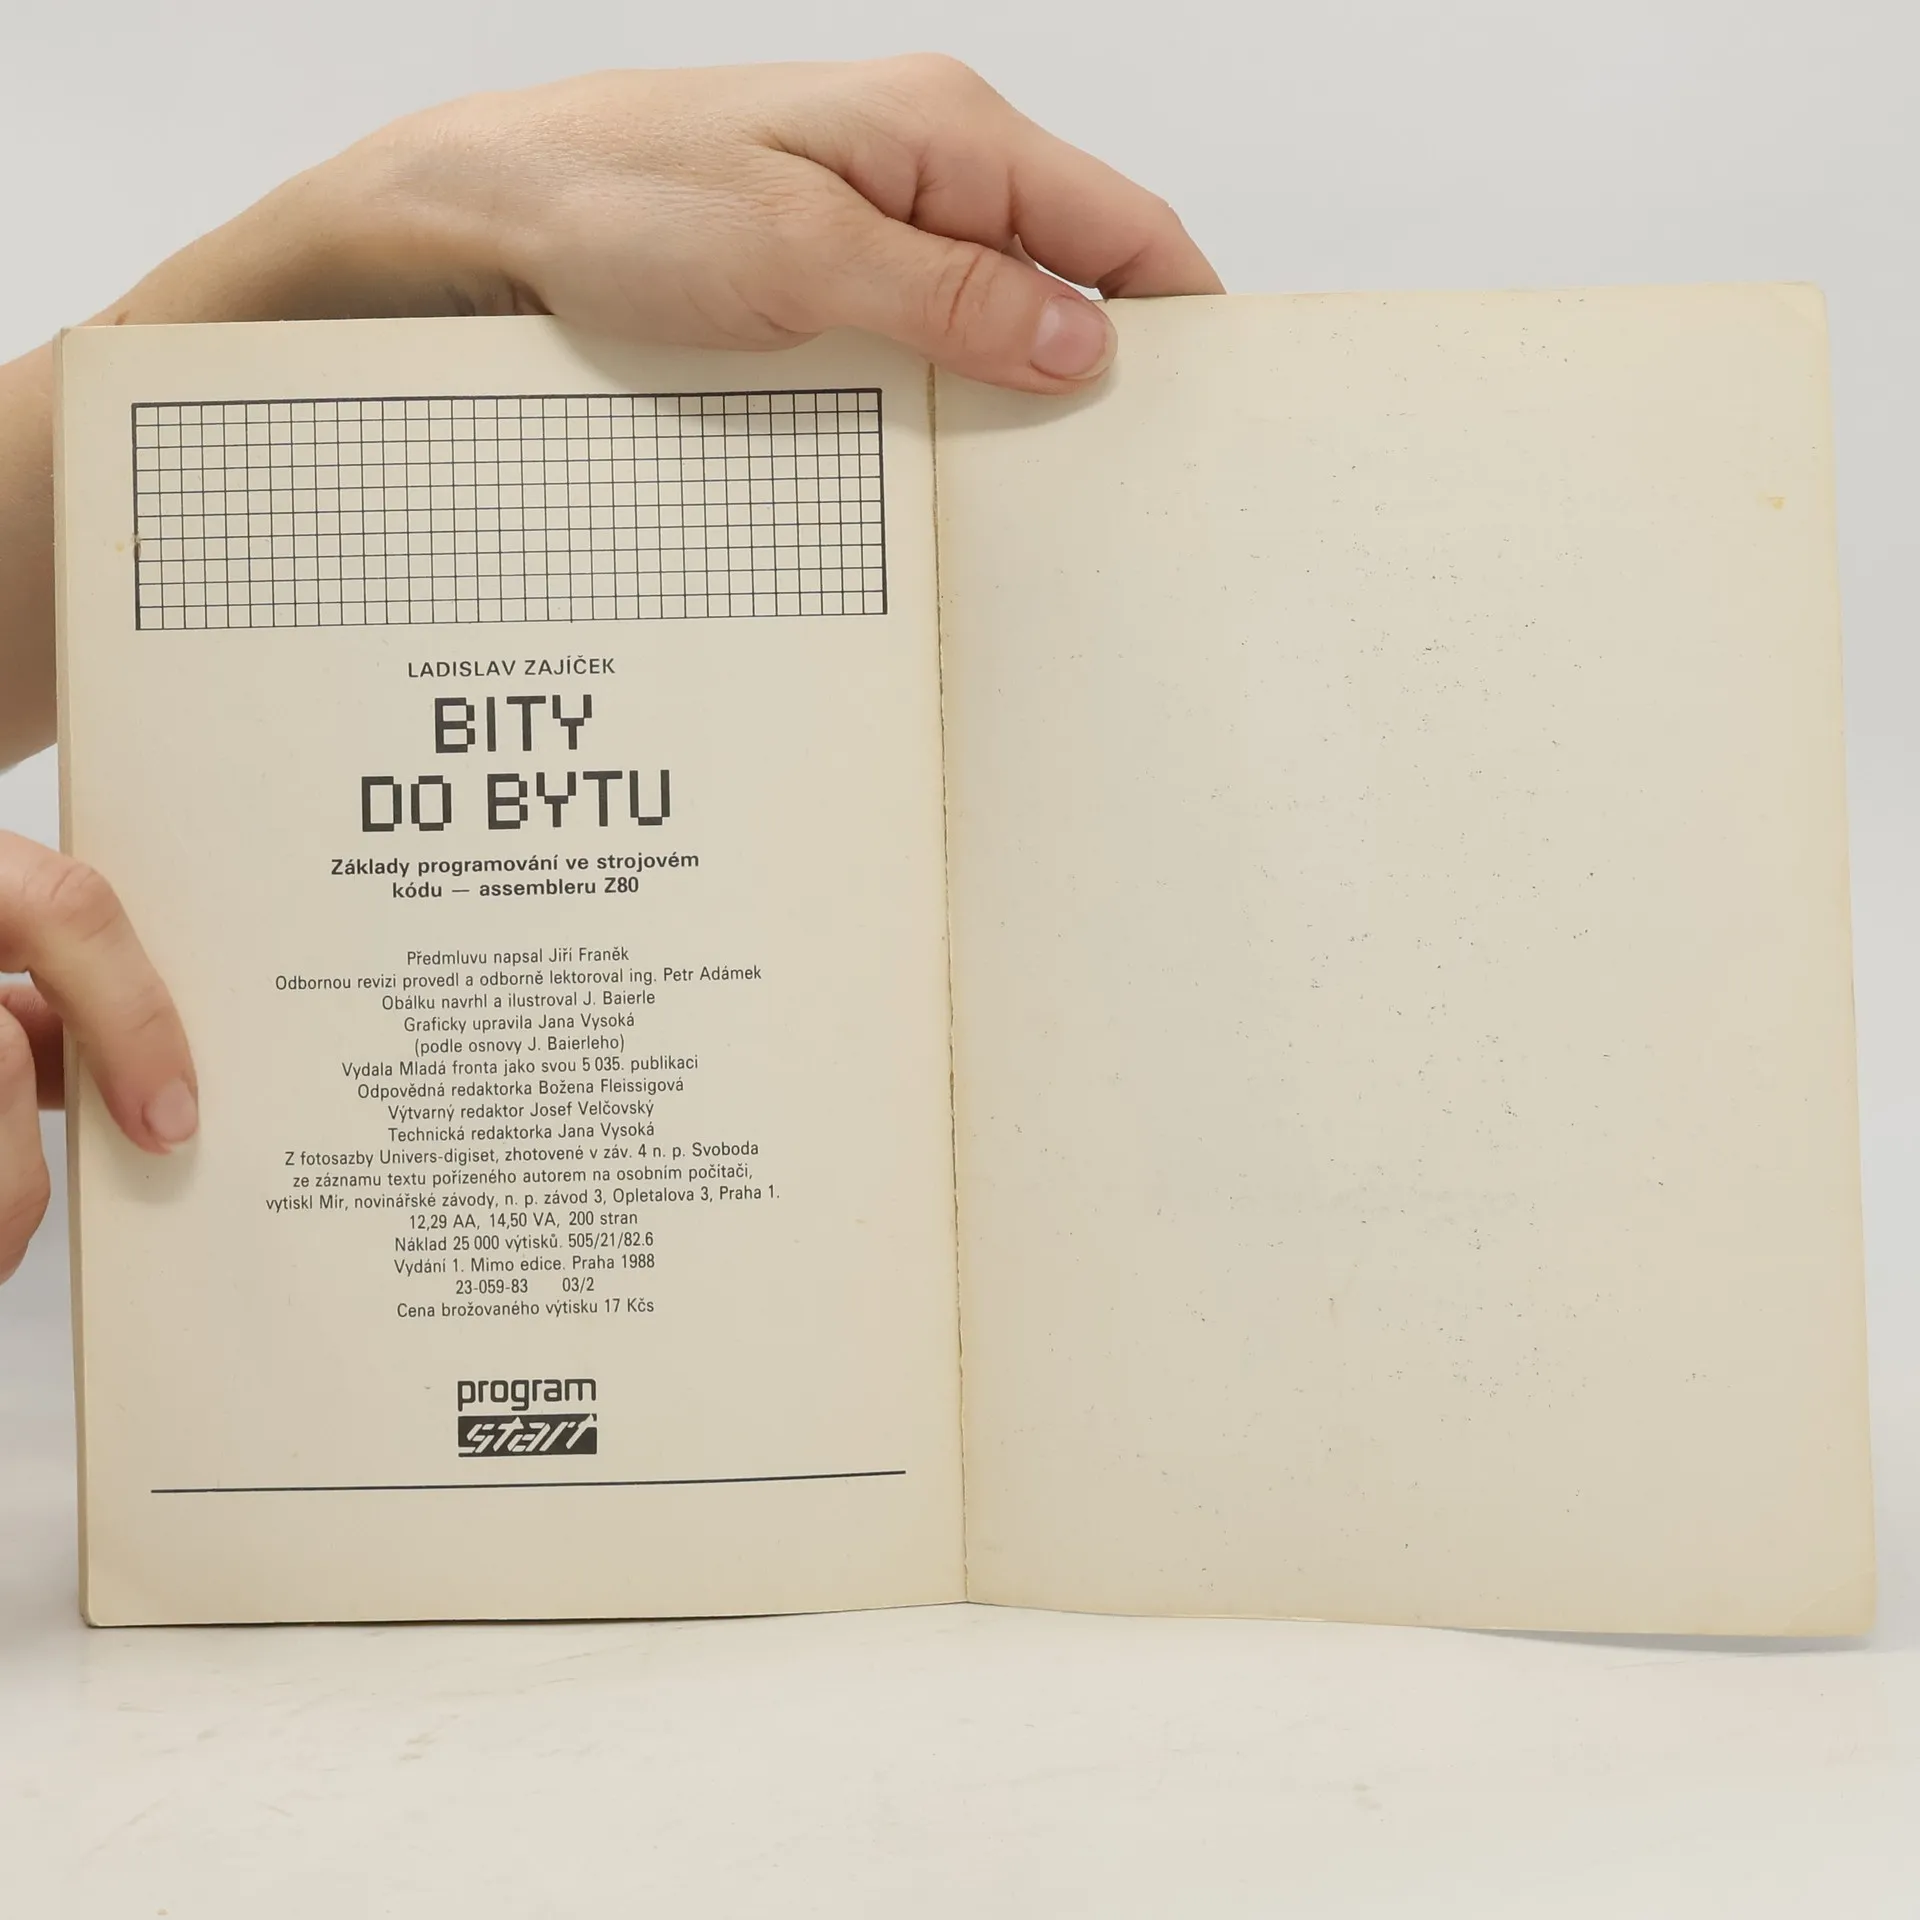 LADISLAV ZAJÍČEK
BITY
DO BYTU
Základy programování ve strojovém
kódu — assembleru Z80
Předmluvu napsal Jiří Franěk
Odbornou revizi provedl a odborně lektoroval ing. Petr Adámek
Obálku navrhl a ilustroval J. Baierle
Graficky upravila Jana Vysoká
(podle osnovy J. Baierleho)
Vydala Mladá fronta jako svou 5 035. publikaci
Odpovědná redaktorka Božena Fleissigová
Výtvarný redaktor Josef Velčovský
Technická redaktorka Jana Vysoká
Z fotosazby Univers-digiset, zhotovené v záv. 4 n. p. Svoboda
ze záznamu textu pořízeného autorem na osobním počítači,
vytiskl Mír, novinářské závody, n. p. závod 3, Opletalova 3, Praha 1.
12,29 AA, 14,50 VA, 200 stran
Náklad 25 000 výtisků. 505/21/82.6
Vydání 1. Mimo edice. Praha 1988
23-059-83 03/2
Cena brožovaného výtisku 17 Kčs
program
start